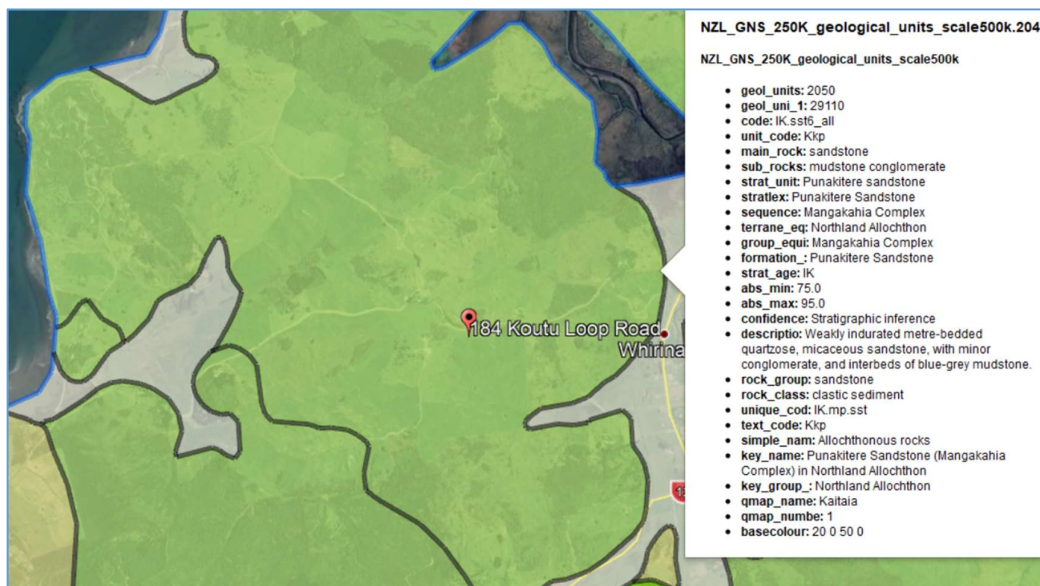 NZL_GNS_250K_geological_units_scale500k.204
NZL_GNS_250K_geological_units_scale500k
• geol_units: 2050
• geol_uni_1: 29110
• code: IK.sst6_all
• unit_code: Kkp
• main_rock: sandstone
• sub_rocks: mudstone conglomerate
• strat_unit: Punakitere sandstone
• stratlex: Punakitere Sandstone
• sequence: Mangakahia Complex
• terrane_eq: Northland Allochthon
• group_equi: Mangakahia Complex
• formation_: Punakitere Sandstone
• strat_age: IK
• abs_min: 75.0
• abs_max: 95.0
• confidence: Stratigraphic inference
• descriptio: Weakly indurated metre-bedded
quartzose, micaceous sandstone, with minor
conglomerate, and interbeds of blue-grey mudstone.
• rock_group: sandstone
• rock_class: clastic sediment
• unique_cod: IK.mp.sst
• text_code: Kkp
• simple_nam: Allochthonous rocks
• key_name: Punakitere Sandstone (Mangakahia
Complex) in Northland Allochthon
• key_group_: Northland Allochthon
• qmap_name: Kaitaia
• qmap_numbe: 1
• basecolour: 20 0 50 0
184 Koutu Loop Road
Whirina